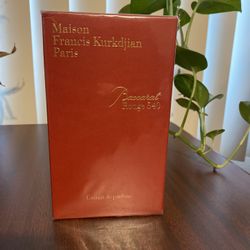 Maison
Francis Kurkdjian
Paris
Baccarat
Rouge 540
Extrait de parfum